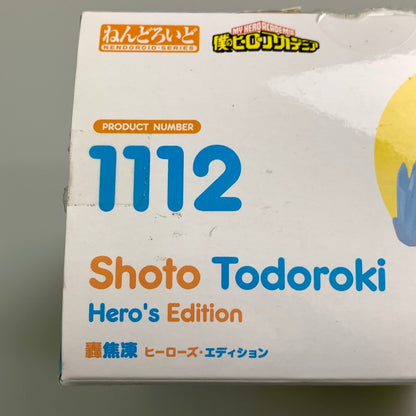 ねんどろいど
NENDOROID-SERIES
MY HERO ACADEMIA
僕のヒーローアカデミア
PRODUCT NUMBER
1112
Shoto Todoroki
Hero's Edition
轟焦凍 ヒーローズ・エディション